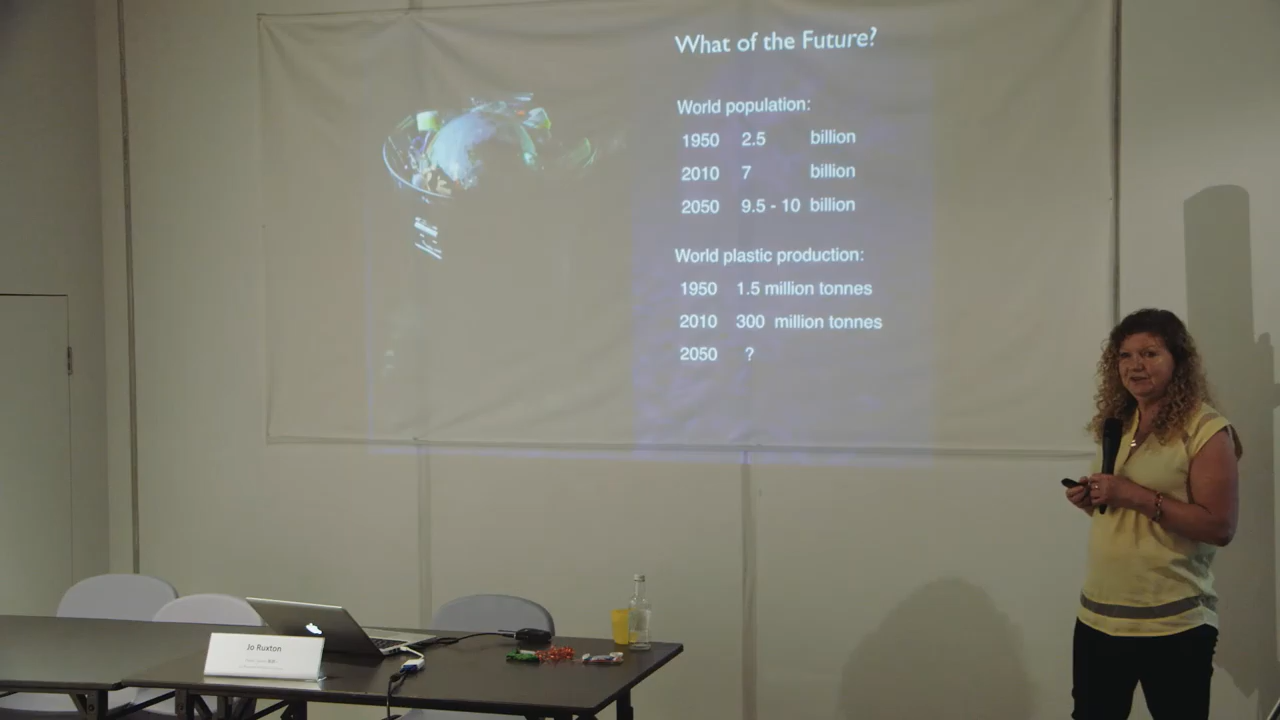 What of the Future?
World population:
1950 2.5 billion
2010 7 billion
2050 9.5 - 10 billion
World plastic production:
1950 1.5 million tonnes
2010 300 million tonnes
2050 ?
Jo Ruxton